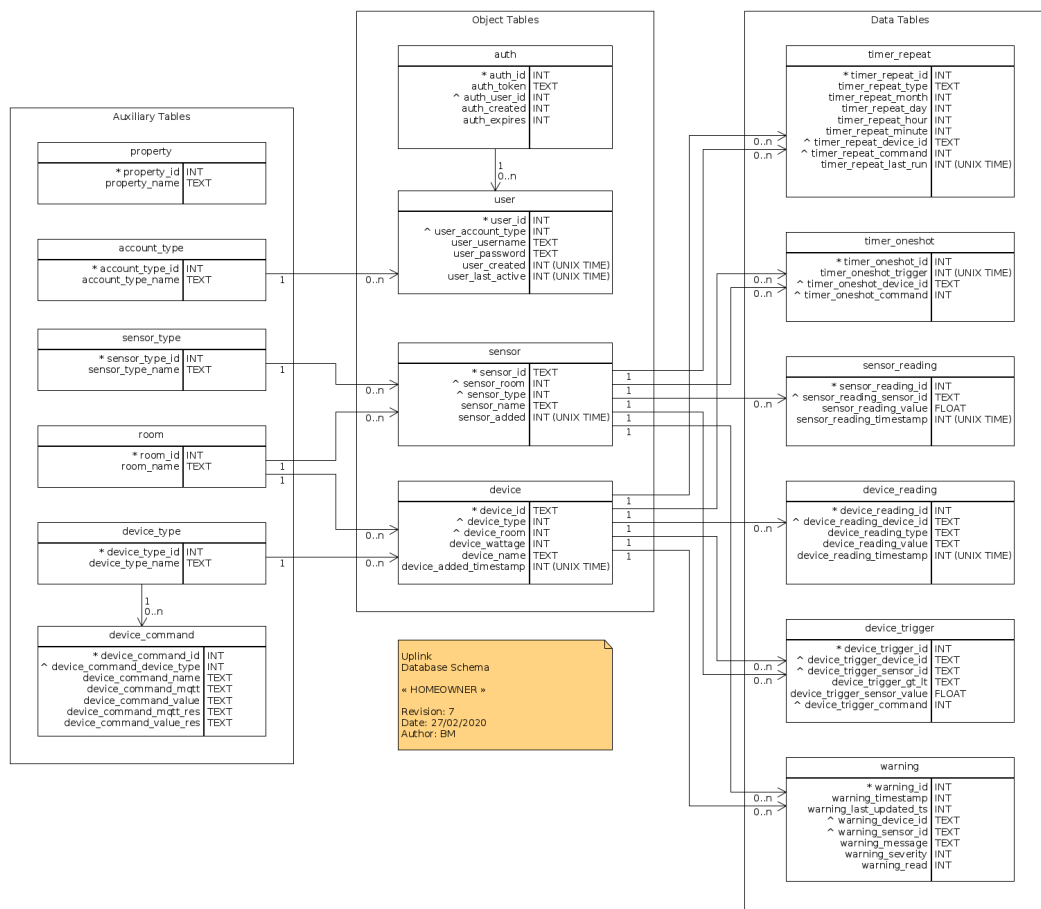 Auxiliary Tables
property
* property_id INT
property_name TEXT
account_type
* account_type_id INT
account_type_name TEXT
1
0..n
sensor_type
* sensor_type_id INT
sensor_type_name TEXT
1
0..n
room
* room_id INT
room_name TEXT
1
1
0..n
0..n
device_type
* device_type_id INT
device_type_name TEXT
1
0..n
1
0..n
device_command
* device_command_id INT
^ device_command_device_type INT
device_command_name TEXT
device_command_mqtt TEXT
device_command_value TEXT
device_command_mqtt_res TEXT
device_command_value_res TEXT
Object Tables
auth
* auth_id INT
auth_token TEXT
^ auth_user_id INT
auth_created INT
auth_expires INT
1
0..n
user
* user_id INT
^ user_account_type INT
user_username TEXT
user_password TEXT
user_created INT (UNIX TIME)
user_last_active INT (UNIX TIME)
sensor
* sensor_id TEXT
^ sensor_room INT
^ sensor_type INT
sensor_name TEXT
sensor_added INT (UNIX TIME)
1
1
1
1
1
device
* device_id TEXT
^ device_type INT
^ device_room INT
device_wattage INT
device_name TEXT
device_added_timestamp INT (UNIX TIME)
1
1
1
1
1
Uplink
Database Schema
« HOMEOWNER »
Revision: 7
Date: 27/02/2020
Author: BM
Data Tables
timer_repeat
* timer_repeat_id INT
timer_repeat_type TEXT
timer_repeat_month INT
timer_repeat_day INT
timer_repeat_hour INT
timer_repeat_minute INT
^ timer_repeat_device_id TEXT
^ timer_repeat_command INT
timer_repeat_last_run INT (UNIX TIME)
0..n
0..n
timer_oneshot
* timer_oneshot_id INT
timer_oneshot_trigger INT (UNIX TIME)
^ timer_oneshot_device_id TEXT
^ timer_oneshot_command INT
0..n
0..n
sensor_reading
* sensor_reading_id INT
^ sensor_reading_sensor_id TEXT
sensor_reading_value FLOAT
sensor_reading_timestamp INT (UNIX TIME)
0..n
device_reading
* device_reading_id INT
^ device_reading_device_id TEXT
device_reading_type TEXT
device_reading_value TEXT
device_reading_timestamp INT (UNIX TIME)
0..n
device_trigger
* device_trigger_id INT
^ device_trigger_device_id TEXT
^ device_trigger_sensor_id TEXT
device_trigger_gt_lt TEXT
device_trigger_sensor_value FLOAT
^ device_trigger_command INT
0..n
0..n
warning
* warning_id INT
warning_timestamp INT
warning_last_updated_ts INT
^ warning_device_id TEXT
^ warning_sensor_id TEXT
warning_message TEXT
warning_severity INT
warning_read INT
0..n
0..n